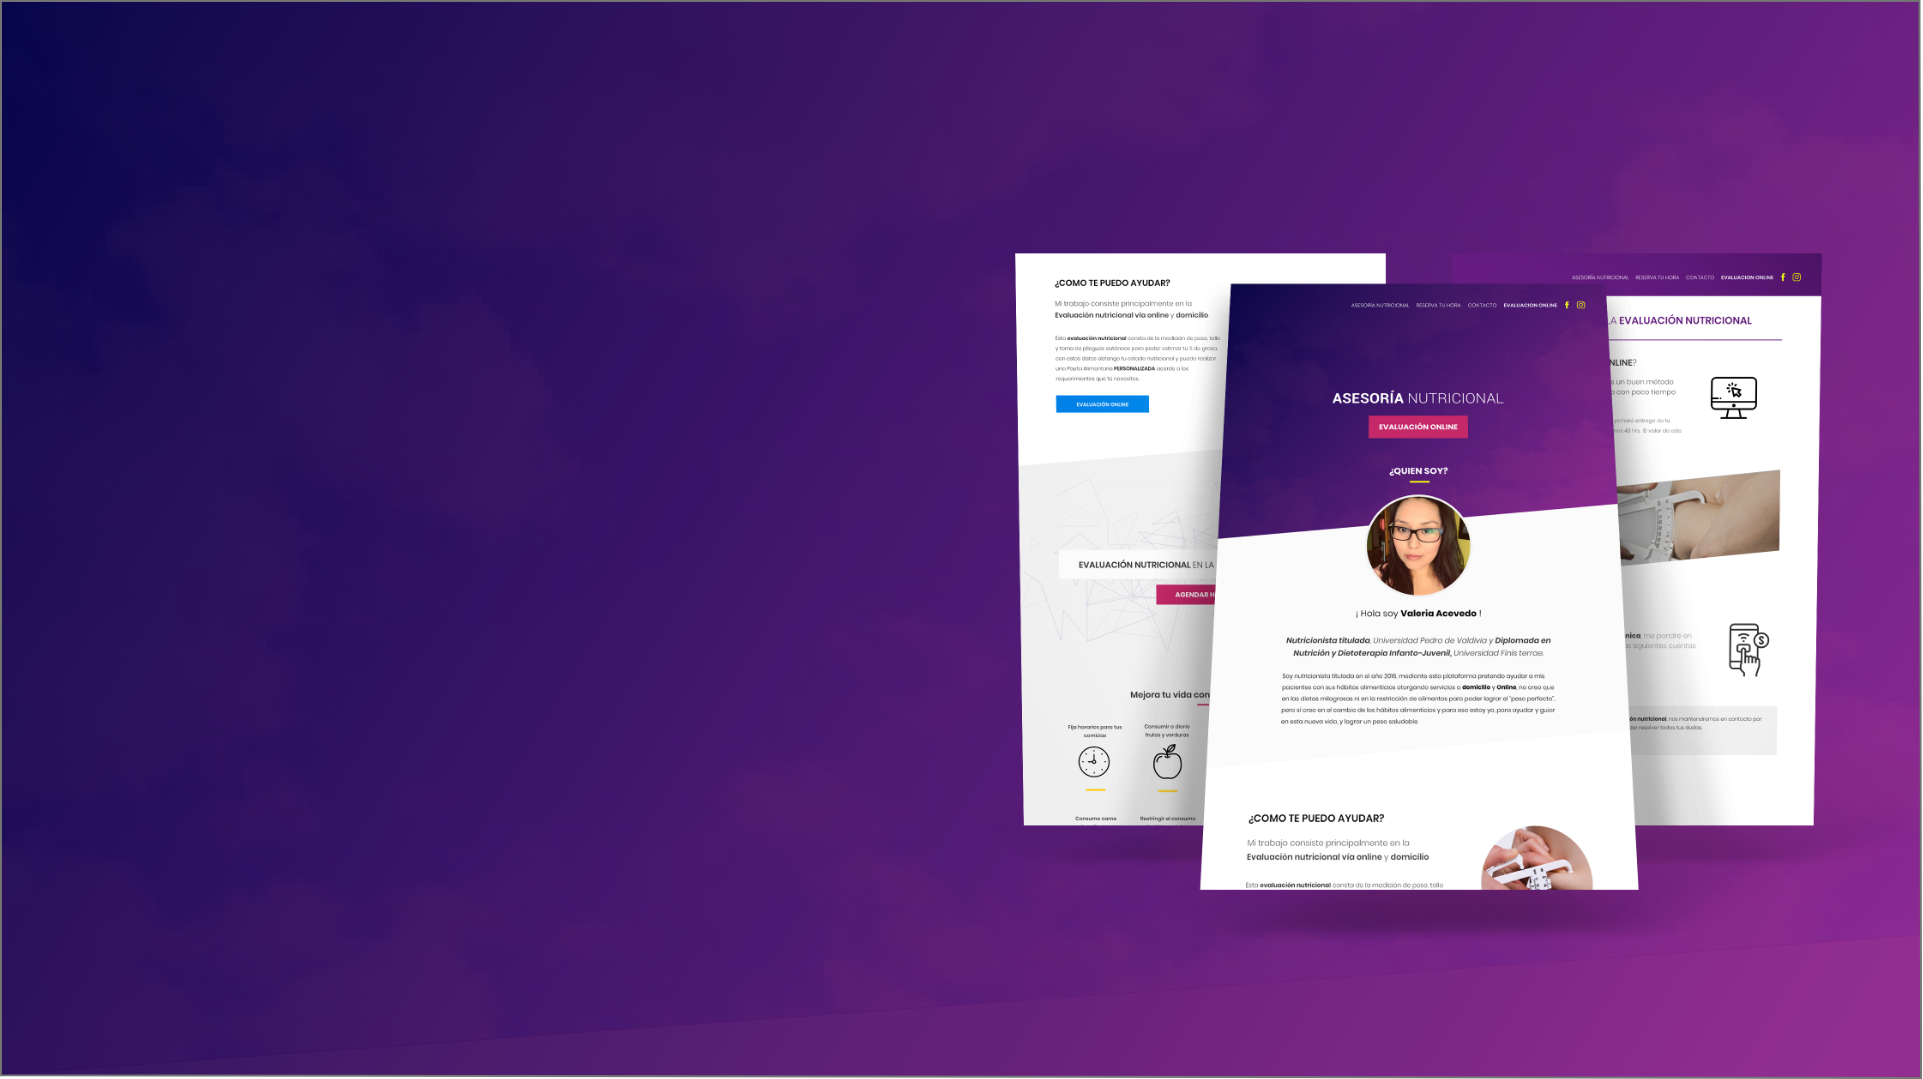 ¿COMO TE PUEDO AYUDAR?
Mi trabajo consiste principalmente en la
Evaluación nutricional vía online y domicilio
Esta evaluación nutricional consta de la medición de peso, talla
y toma de pliegues cutáneos para poder estimar tu % de grasa,
con estos datos obtengo tu estado nutricional y puedo realizar
una Pauta Alimentaria PERSONALIZADA acorde a los
requerimientos que tú necesites.
EVALUACIÓN ONLINE
EVALUACIÓN NUTRICIONAL EN LA
AGENDAR H
Mejora tu vida con
Fija horarios para tus
comidas
Consumir a diario
frutas y verduras
Consume carne
Restringir el consumo
ASESORÍA NUTRICIONAL RESERVA TU HORA CONTACTO EVALUACION ONLINE
ASESORÍA NUTRICIONAL
EVALUACIÓN ONLINE
¿QUIEN SOY?
¡ Hola soy Valeria Acevedo !
Nutricionista titulada, Universidad Pedro de Valdivia y Diplomada en
Nutrición y Dietoterapia Infanto-Juvenil, Universidad Finis terrae.
Soy nutricionista titulada en el año 2016, mediante esta plataforma pretendo ayudar a mis
pacientes con sus hábitos alimenticios otorgando servicios a domicilio y Online, no creo que
en las dietas milagrosas ni en la restricción de alimentos para poder lograr el "peso perfecto",
pero sí creo en el cambio de los hábitos alimenticios y para eso estoy yo, para ayudar y guiar
en esta nueva vida, y lograr un peso saludable.
¿COMO TE PUEDO AYUDAR?
Mi trabajo consiste principalmente en la
Evaluación nutricional vía online y domicilio
Esta evaluación nutricional consta de la medición de peso, talla
ASESORÍA NUTRICIONAL RESERVA TU HORA CONTACTO EVALUACION ONLINE
LA EVALUACIÓN NUTRICIONAL
NLINE?
s un buen método
a con poco tiempo
entrega de tu
48 hrs. El valor de esta
nica, me pondré en
s siguientes cuentas
ón nutricional, nos mantendremos en contacto por
der resolver todas tus dudas.